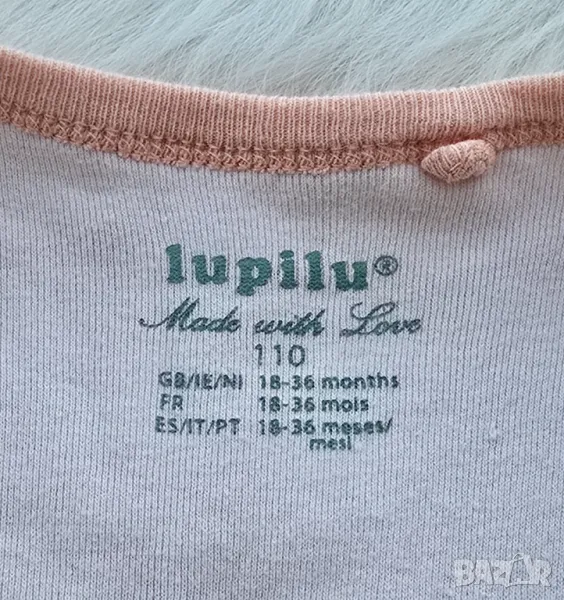 lupilu®
Made with Love
110
GB/IE/NI 18-36 months
FR 18-36 mois
ES/IT/PT 18-36 meses/
mesi
BAZAR